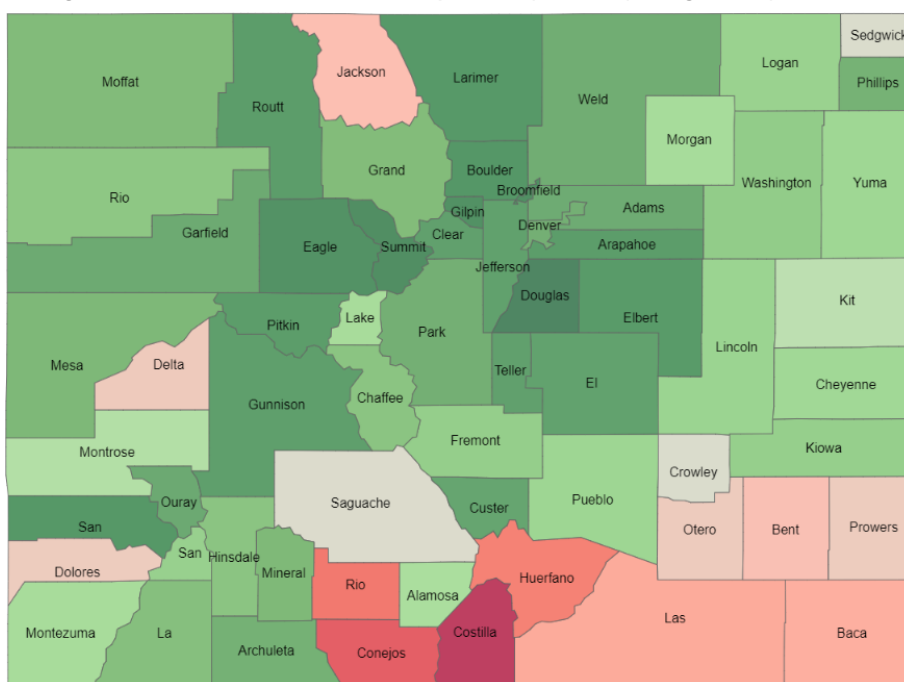 Sedgwick
Moffat
Jackson
Larimer
Logan
Phillips
Routt
Weld
Morgan
Grand
Boulder
Washington
Yuma
Rio
Broomfield
Gilpin
Adams
Garfield
Clear
Denver
Eagle
Summit
Arapahoe
Jefferson
Douglas
Kit
Pitkin
Lake
Elbert
Park
Lincoln
Mesa
Delta
Teller
El
Cheyenne
Gunnison
Chaffee
Fremont
Kiowa
Montrose
Crowley
Ouray
Saguache
Pueblo
Custer
San
Otero
Bent
Prowers
San
Hinsdale
Dolores
Mineral
Rio
Huerfano
Alamosa
Montezuma
La
Costilla
Las
Baca
Archuleta
Conejos